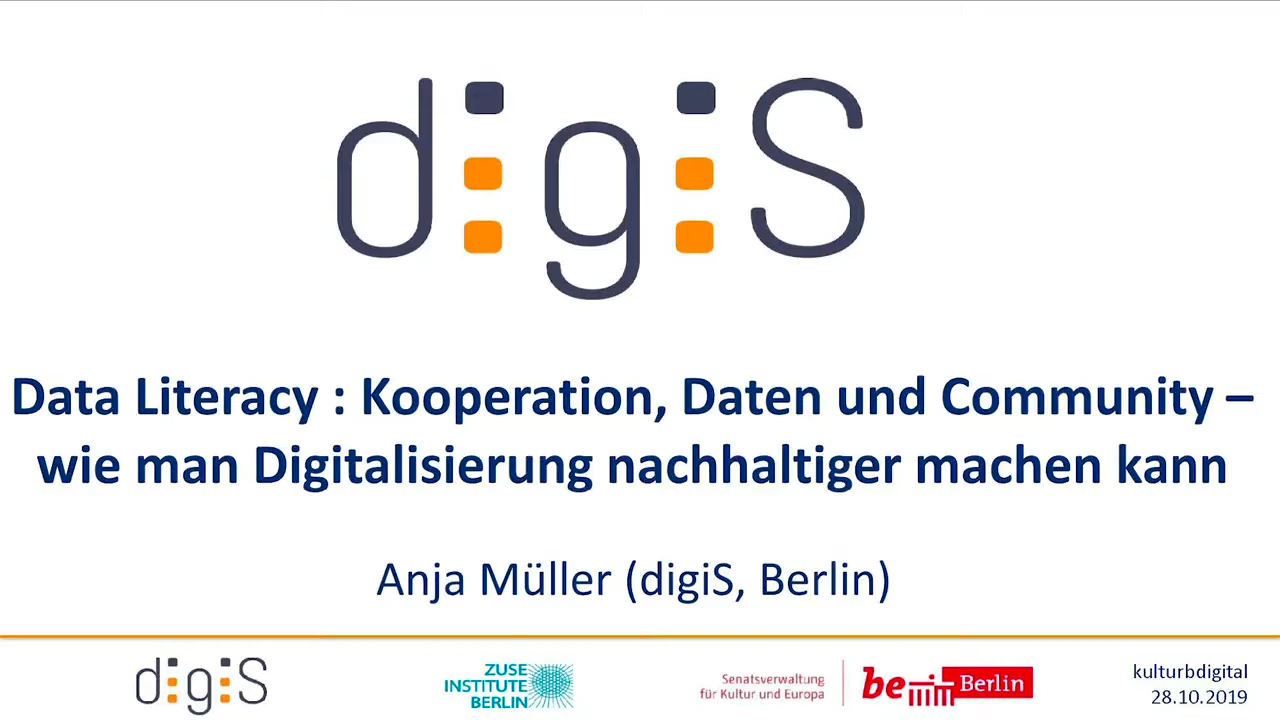 digiS
Data Literacy : Kooperation, Daten und Community –
wie man Digitalisierung nachhaltiger machen kann
Anja Müller (digiS, Berlin)
digiS
ZUSE
INSTITUTE
BERLIN
Senatsverwaltung
für Kultur und Europa
be Berlin
kulturbdigital
28.10.2019